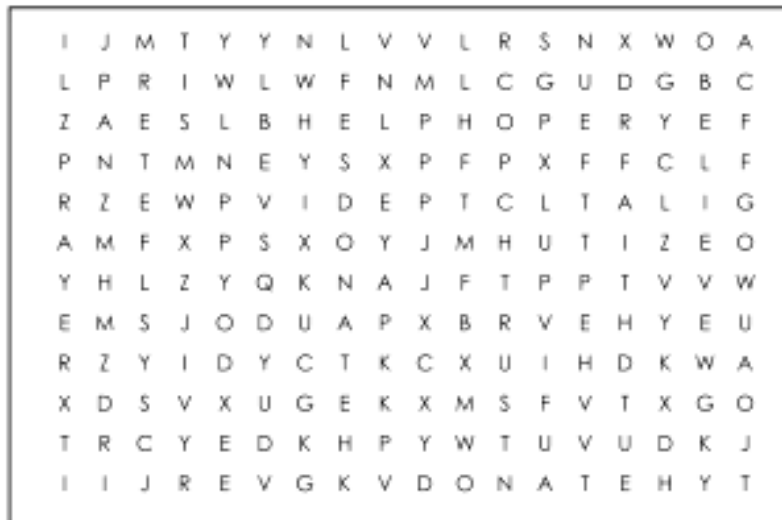 I J M T Y Y N L V V L R S N X W O A
L P R I W L W F N M L C G U D G B C
Z A E S L B H E L P H O P E R Y E F
P N T M N E Y S X P F P X F F C L F
R Z E W P V I D E P T C L T A L I G
A M F X P S X O Y J M H U T I Z E O
Y H L Z Y Q K N A J F T P P T V V W
E M S J O D U A P X B R V E H Y E U
R Z Y I D Y C T K C X U I H D K W A
X D S V X U G E K X M S F V T X G O
T R C Y E D K H P Y W T U V U D K J
I I J R E V G K V D O N A T E H Y T